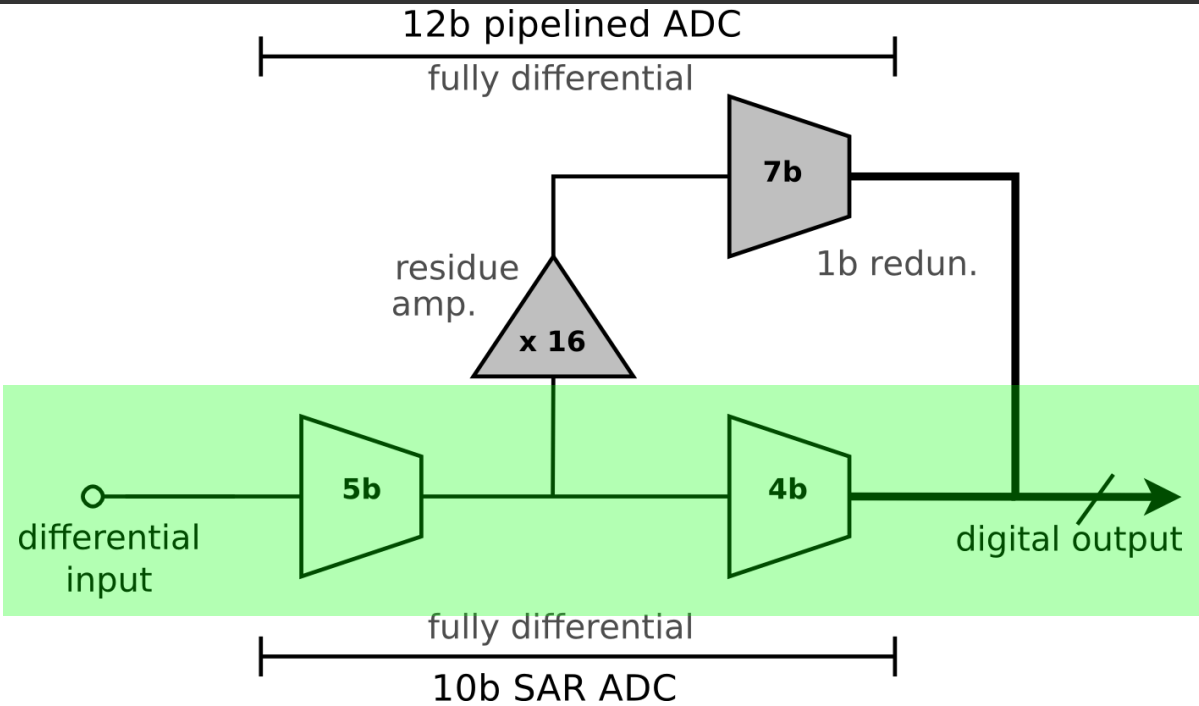 12b pipelined ADC
fully differential
7b
1b redun.
residue
amp.
x 16
5b
4b
differential
input
digital output
fully differential
10b SAR ADC